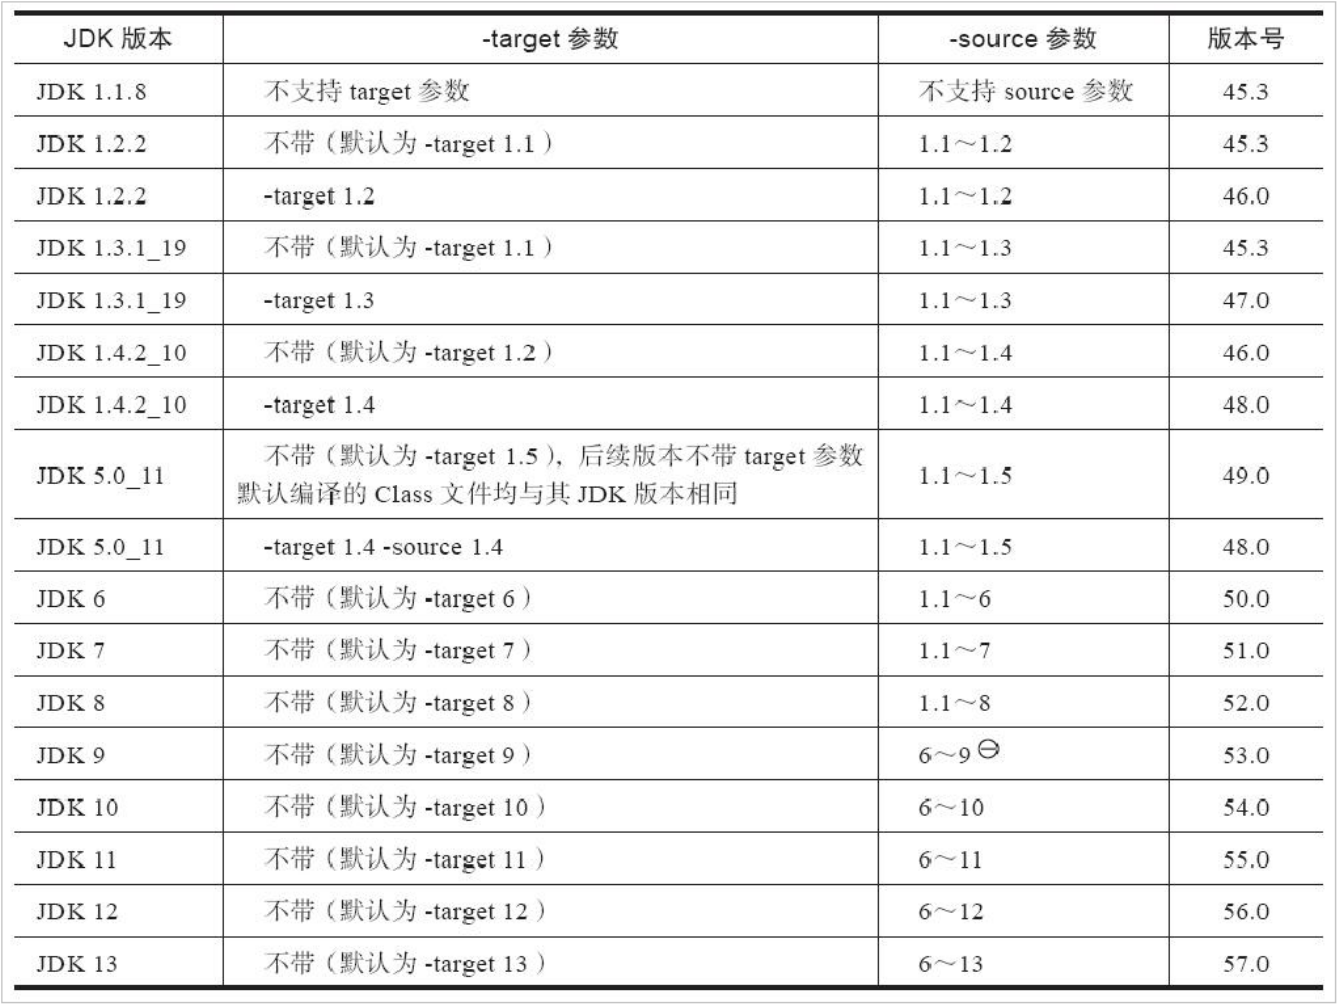 JDK 版本 -target 参数 -source 参数 版本号
JDK 1.1.8 不支持 target 参数 不支持 source 参数 45.3
JDK 1.2.2 不带（默认为 -target 1.1） 1.1～1.2 45.3
JDK 1.2.2 -target 1.2 1.1～1.2 46.0
JDK 1.3.1_19 不带（默认为 -target 1.1） 1.1～1.3 45.3
JDK 1.3.1_19 -target 1.3 1.1～1.3 47.0
JDK 1.4.2_10 不带（默认为 -target 1.2） 1.1～1.4 46.0
JDK 1.4.2_10 -target 1.4 1.1～1.4 48.0
JDK 5.0_11 不带（默认为 -target 1.5），后续版本不带 target 参数 1.1～1.5 49.0
默认编译的 Class 文件均与其 JDK 版本相同
JDK 5.0_11 -target 1.4 -source 1.4 1.1～1.5 48.0
JDK 6 不带（默认为 -target 6） 1.1～6 50.0
JDK 7 不带（默认为 -target 7） 1.1～7 51.0
JDK 8 不带（默认为 -target 8） 1.1～8 52.0
JDK 9 不带（默认为 -target 9） 6～9㊀ 53.0
JDK 10 不带（默认为 -target 10） 6～10 54.0
JDK 11 不带（默认为 -target 11） 6～11 55.0
JDK 12 不带（默认为 -target 12） 6～12 56.0
JDK 13 不带（默认为 -target 13） 6～13 57.0